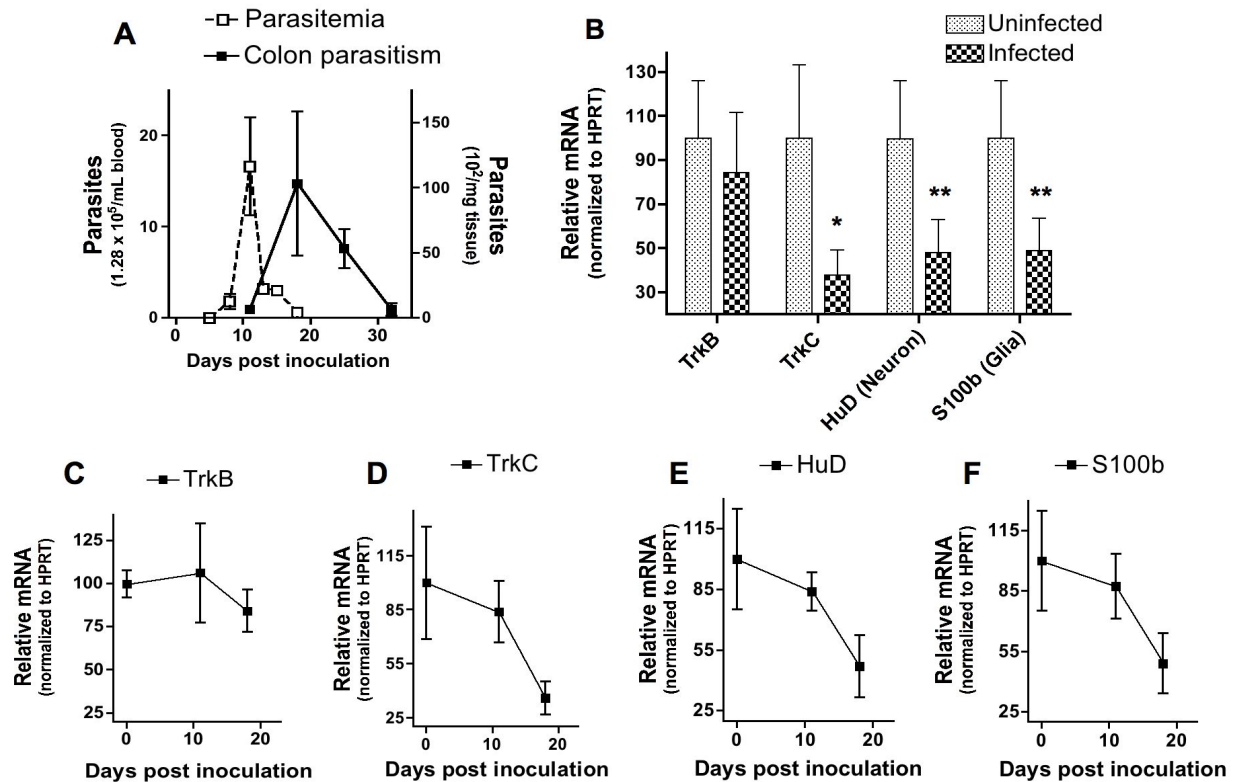 A
Parasitemia
Colon parasitism
Parasites
(1.28 x 10⁵/mL blood)
20
10
0
150
100
50
0
Parasites
(10²/mg tissue)
0 10 20 30
Days post inoculation
B
Uninfected
Infected
Relative mRNA
(normalized to HPRT)
130
110
90
70
50
30
*
**
**
TrkB
TrkC
HuD (Neuron)
S100b (Glia)
C
TrkB
Relative mRNA
(normalized to HPRT)
125
100
75
50
25
0 10 20
Days post inoculation
D
TrkC
Relative mRNA
(normalized to HPRT)
115
85
55
25
0 10 20
Days post inoculation
E
HuD
Relative mRNA
(normalized to HPRT)
115
85
55
25
0 10 20
Days post inoculation
F
S100b
Relative mRNA
(normalized to HPRT)
115
85
55
25
0 10 20
Days post inoculation